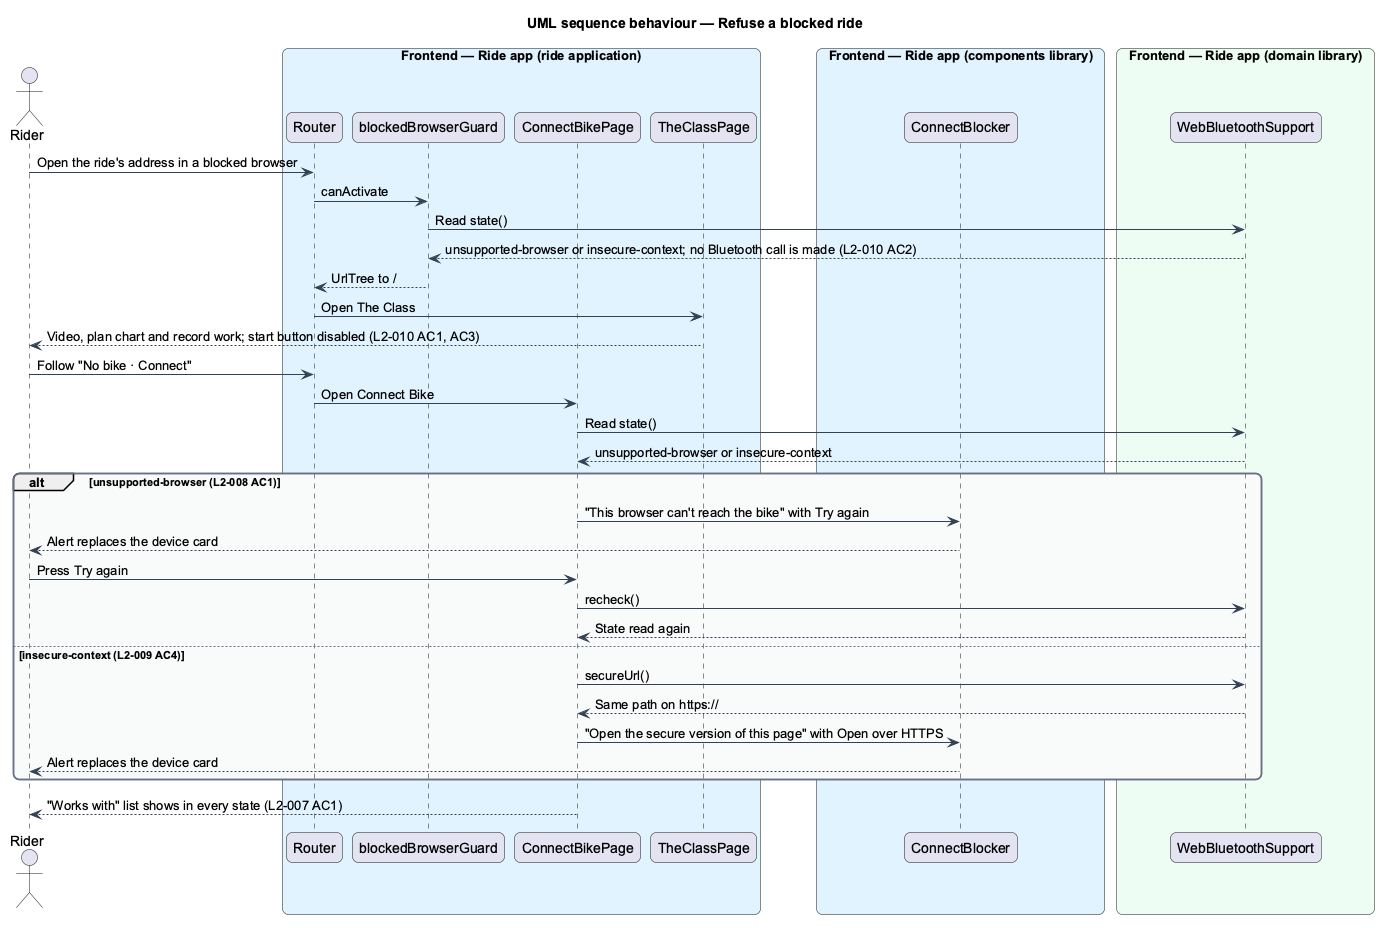 UML sequence behaviour — Refuse a blocked ride
Frontend — Ride app (ride application)
Frontend — Ride app (components library)
Frontend — Ride app (domain library)
Rider
Router
blockedBrowserGuard
ConnectBikePage
TheClassPage
ConnectBlocker
WebBluetoothSupport
Open the ride's address in a blocked browser
canActivate
Read state()
unsupported-browser or insecure-context; no Bluetooth call is made (L2-010 AC2)
UrlTree to /
Open The Class
Video, plan chart and record work; start button disabled (L2-010 AC1, AC3)
Follow "No bike · Connect"
Open Connect Bike
Read state()
unsupported-browser or insecure-context
alt
[unsupported-browser (L2-008 AC1)]
"This browser can't reach the bike" with Try again
Alert replaces the device card
Press Try again
recheck()
State read again
[insecure-context (L2-009 AC4)]
secureUrl()
Same path on https://
"Open the secure version of this page" with Open over HTTPS
Alert replaces the device card
"Works with" list shows in every state (L2-007 AC1)
Rider
Router
blockedBrowserGuard
ConnectBikePage
TheClassPage
ConnectBlocker
WebBluetoothSupport